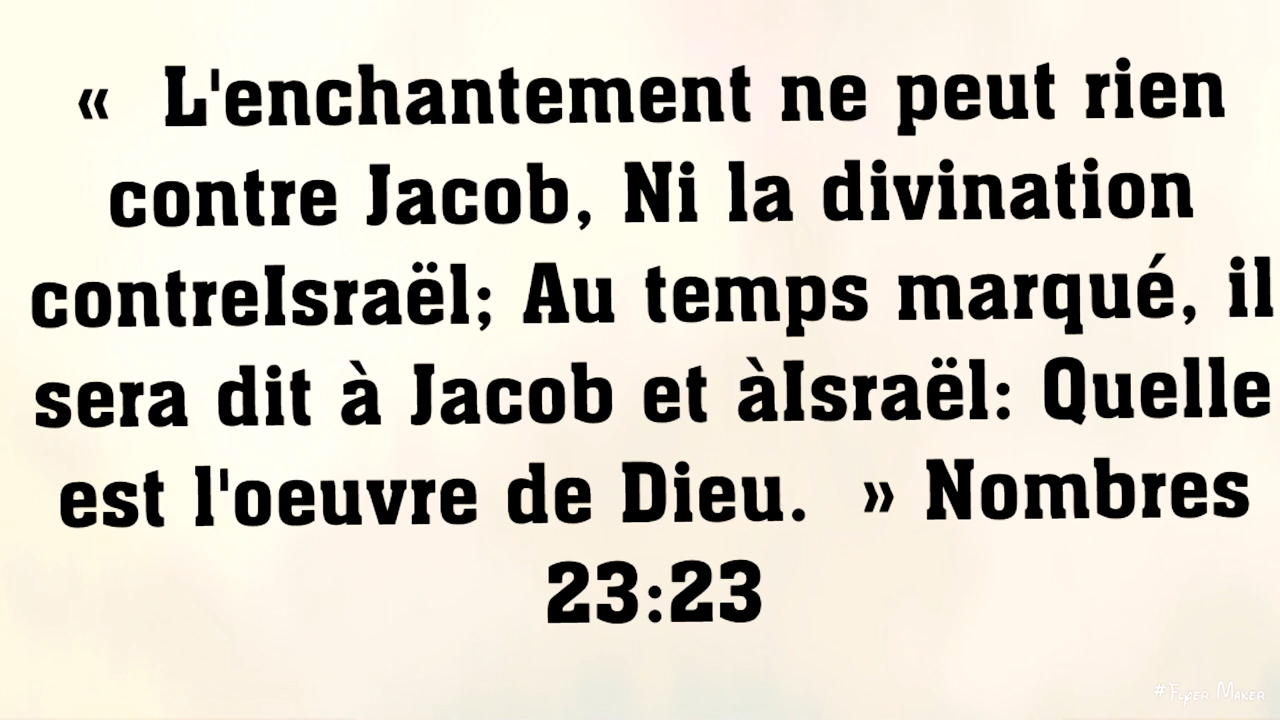 «  L'enchantement ne peut rien
contre Jacob, Ni la divination
contreIsraël; Au temps marqué, il
sera dit à Jacob et àIsraël: Quelle
est l'oeuvre de Dieu.  » Nombres
23:23
#Flyer Maker